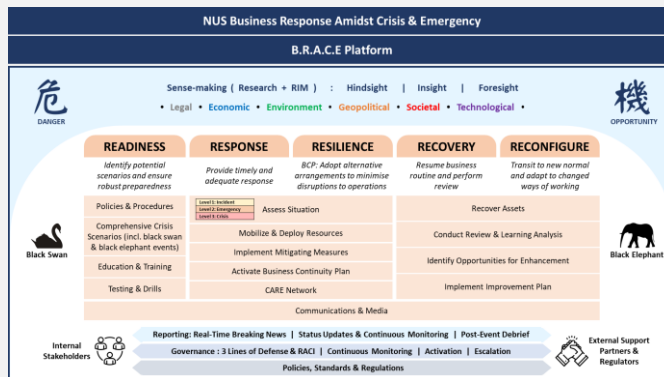 NUS Business Response Amidst Crisis & Emergency
B.R.A.C.E Platform
危
DANGER
Sense-making ( Research + RIM ) : Hindsight | Insight | Foresight
• Legal • Economic • Environment • Geopolitical • Societal • Technological •
機
OPPORTUNITY
READINESS
RESPONSE
RESILIENCE
RECOVERY
RECONFIGURE
Identify potential
scenarios and ensure
robust preparedness
Provide timely and
adequate response
BCP: Adopt alternative
arrangements to minimise
disruptions to operations
Resume business
routine and perform
review
Transit to new normal
and adapt to changed
ways of working
Policies & Procedures
Comprehensive Crisis
Scenarios (incl. black swan
& black elephant events)
Education & Training
Testing & Drills
Level 1: Incident
Level 2: Emergency
Level 3: Crisis
Assess Situation
Mobilize & Deploy Resources
Implement Mitigating Measures
Activate Business Continuity Plan
CARE Network
Recover Assets
Conduct Review & Learning Analysis
Identify Opportunities for Enhancement
Implement Improvement Plan
Black Swan
Black Elephant
Communications & Media
Internal
Stakeholders
Reporting: Real-Time Breaking News | Status Updates & Continuous Monitoring | Post-Event Debrief
Governance : 3 Lines of Defense & RACI | Continuous Monitoring | Activation | Escalation
Policies, Standards & Regulations
External Support
Partners &
Regulators